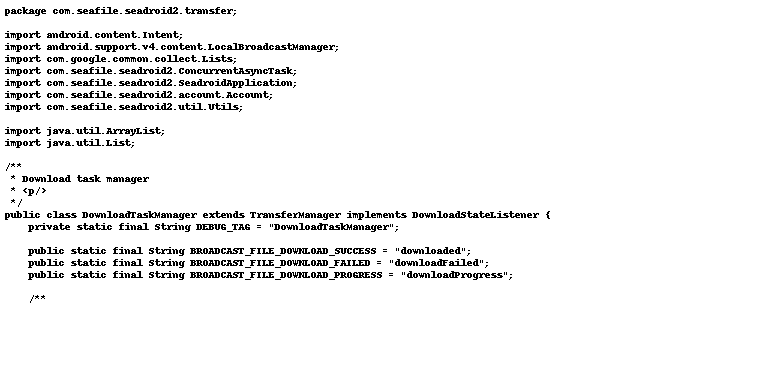 package com.seafile.seadroid2.transfer;

import android.content.Intent;
import android.support.v4.content.LocalBroadcastManager;
import com.google.common.collect.Lists;
import com.seafile.seadroid2.ConcurrentAsyncTask;
import com.seafile.seadroid2.SeadroidApplication;
import com.seafile.seadroid2.account.Account;
import com.seafile.seadroid2.util.Utils;

import java.util.ArrayList;
import java.util.List;

/**
 * Download task manager
 * <p/>
 */
public class DownloadTaskManager extends TransferManager implements DownloadStateListener {
    private static final String DEBUG_TAG = "DownloadTaskManager";

    public static final String BROADCAST_FILE_DOWNLOAD_SUCCESS = "downloaded";
    public static final String BROADCAST_FILE_DOWNLOAD_FAILED = "downloadFailed";
    public static final String BROADCAST_FILE_DOWNLOAD_PROGRESS = "downloadProgress";

    /**